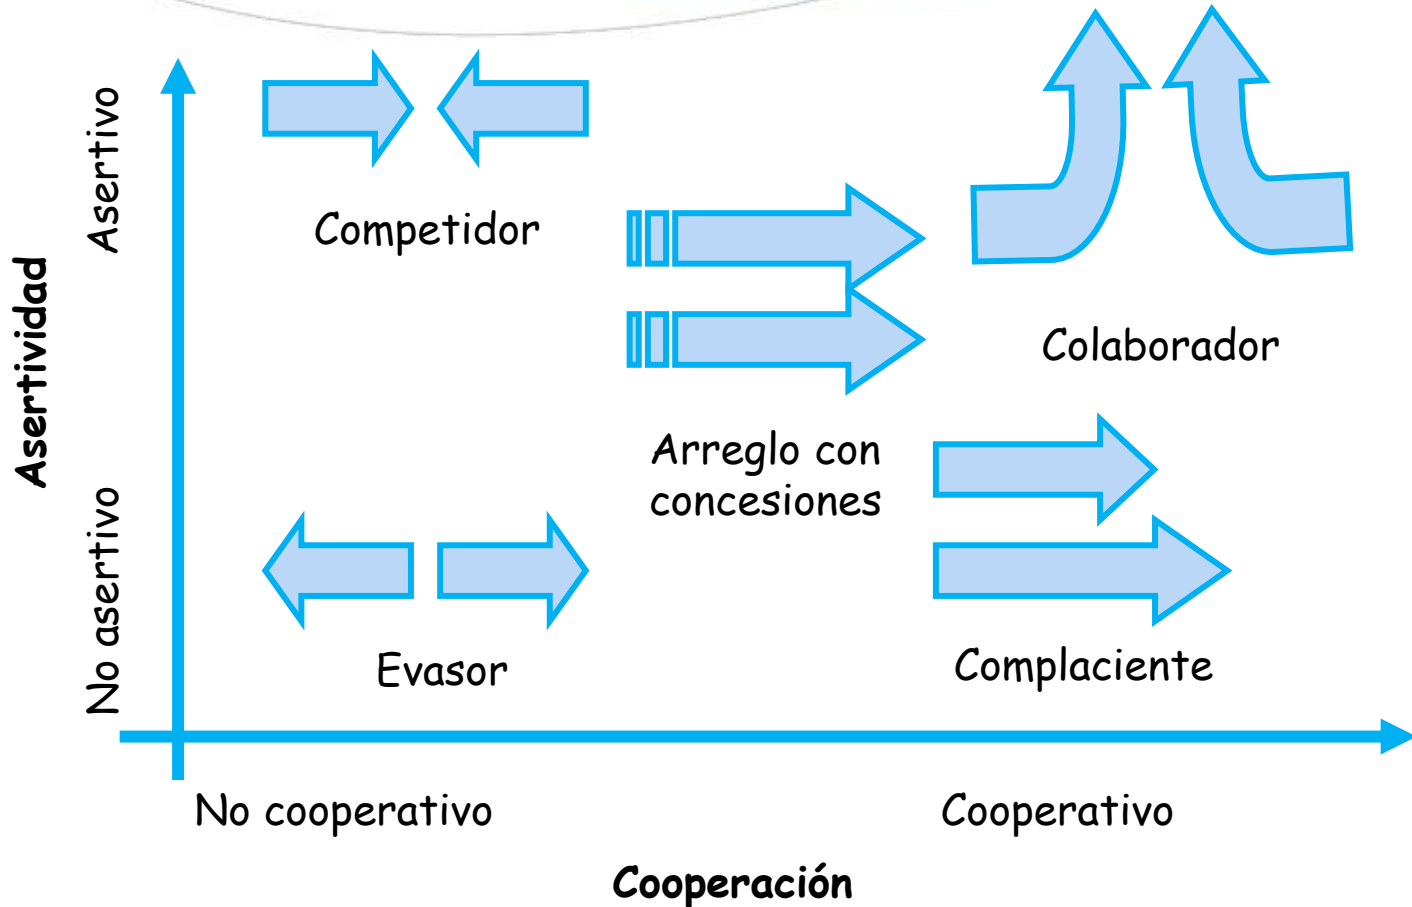 Asertividad
Asertivo
No asertivo
Competidor
Colaborador
Arreglo con
concesiones
Evasor
Complaciente
No cooperativo
Cooperativo
Cooperación